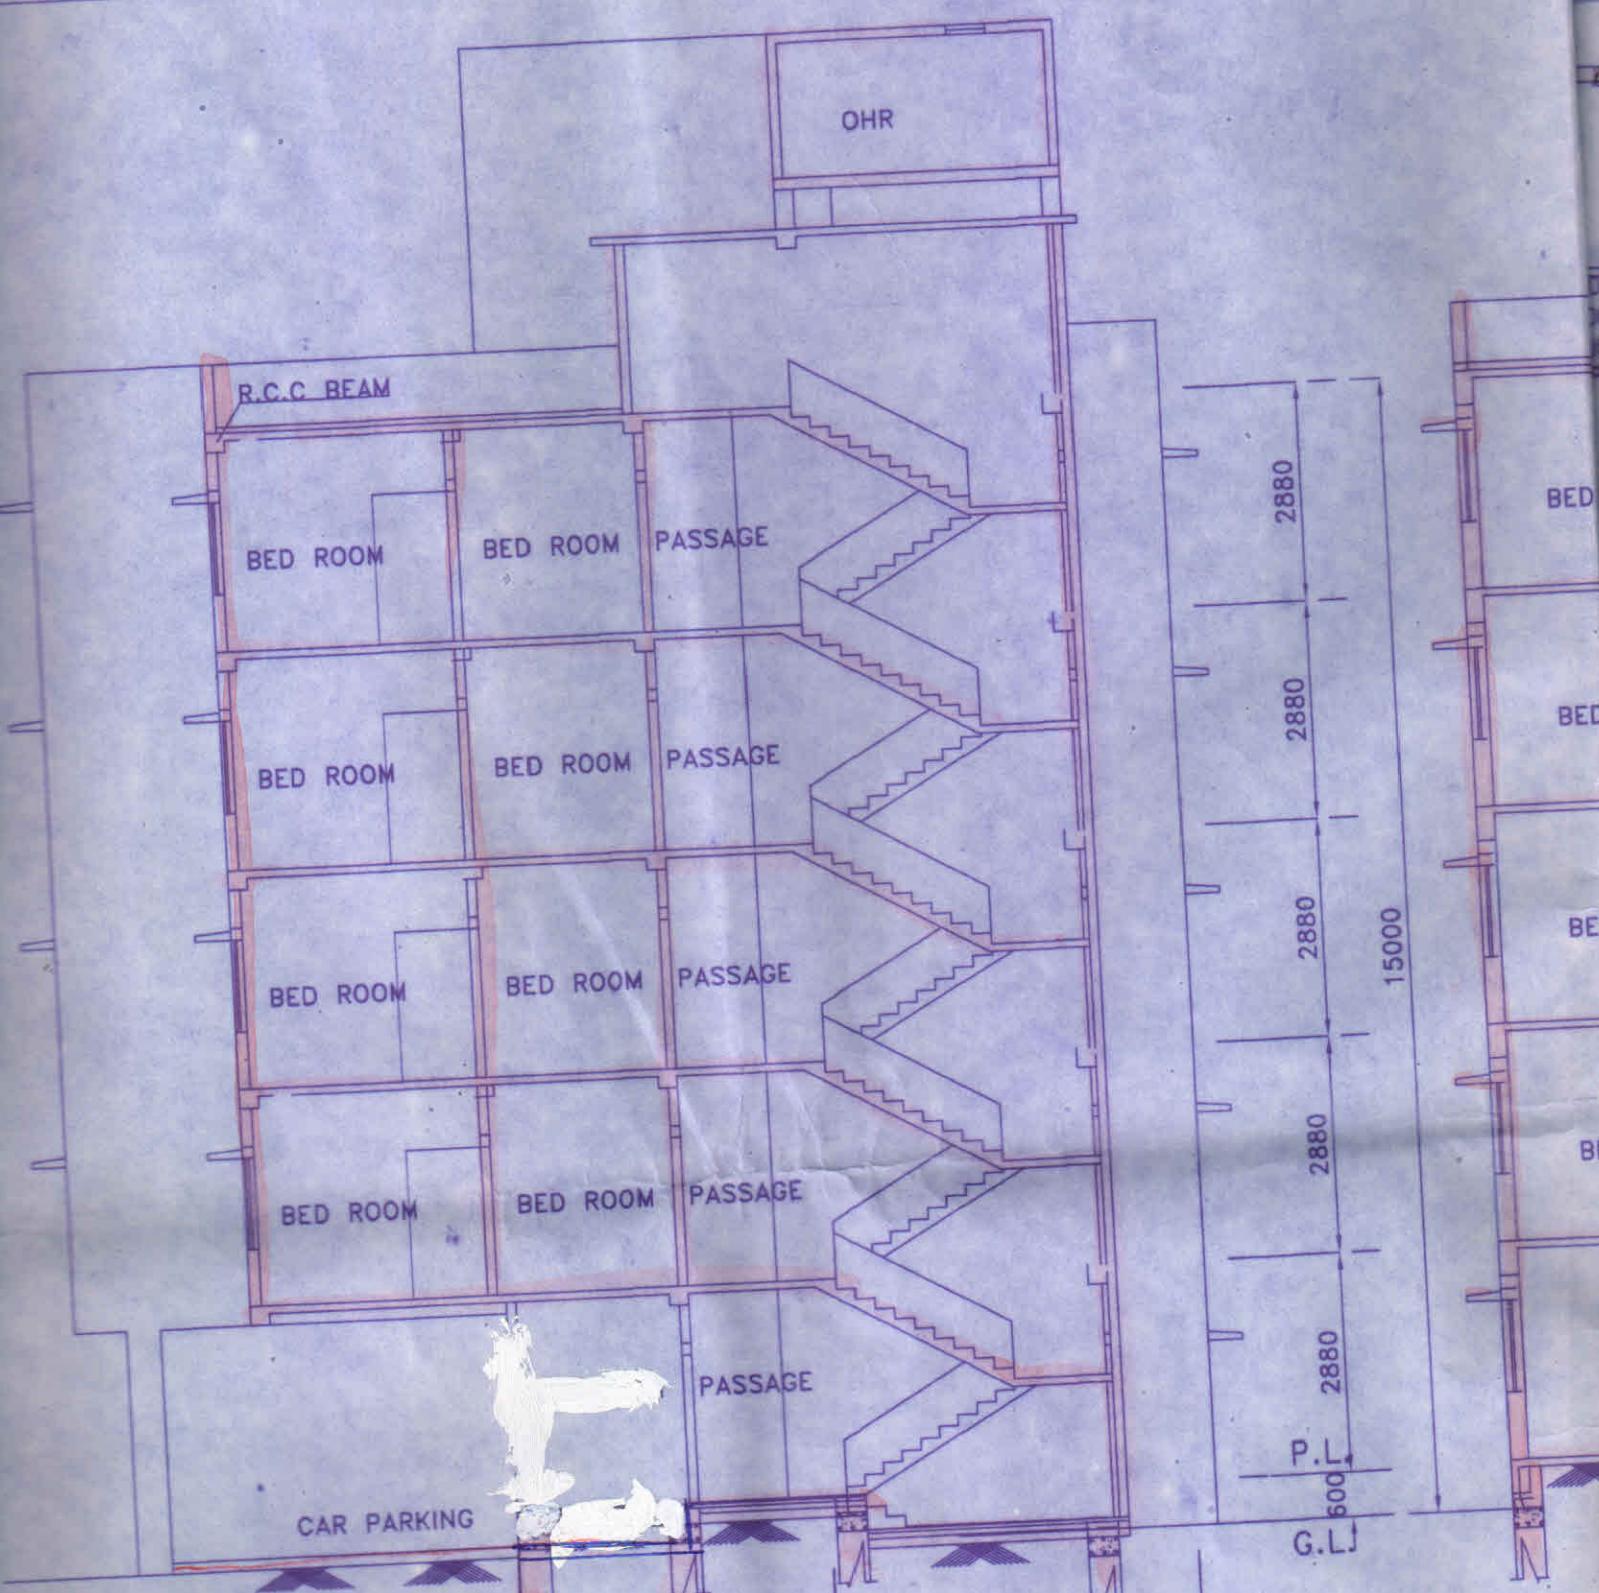 OHR
R.C.C BEAM
2880
BED ROOM BED ROOM PASSAGE
BED
2880
BED ROOM BED ROOM PASSAGE
BED
2880
15000
BED ROOM BED ROOM PASSAGE
BE
2880
BED ROOM BED ROOM PASSAGE
B
2880
PASSAGE
P.L
600
CAR PARKING
G.L